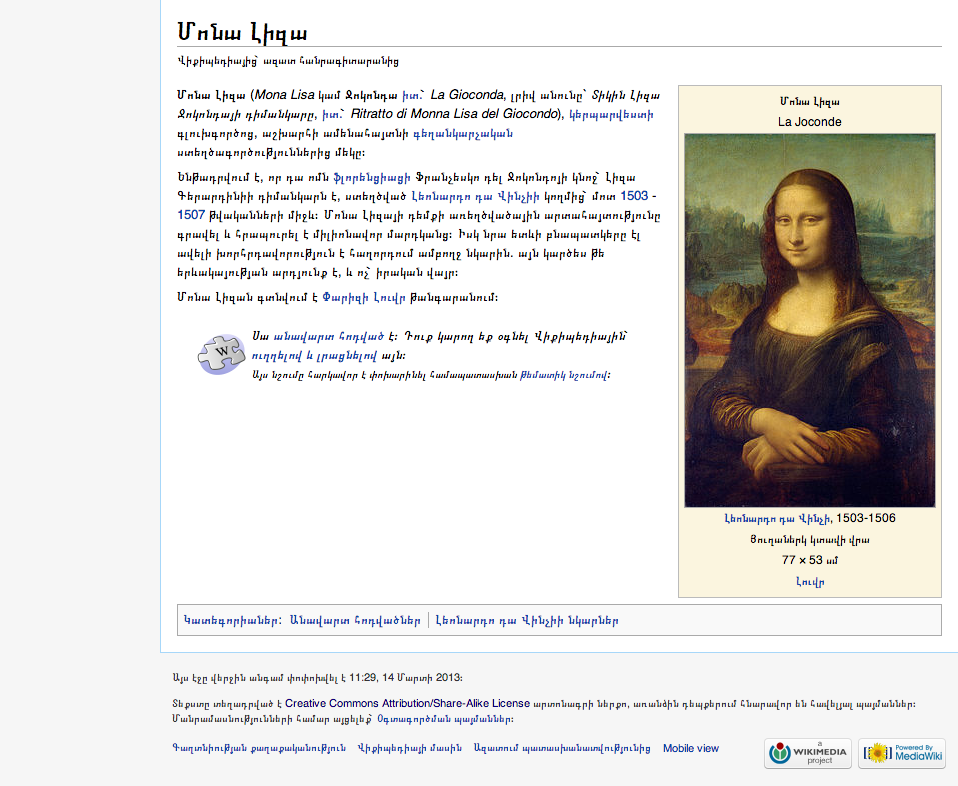 Մոնա Լիզա
Վիքիպեդիայից՝ ազատ հանրագիտարանից
Մոնա Լիզա (Mona Lisa կամ Ջոկոնդա իտ.՝ La Gioconda, լրիվ անունը՝ Տիկին Լիզա
Ջոկոնդայի դիմանկարը, իտ.՝ Ritratto di Monna Lisa del Giocondo), կերպարվեստի
գլուխգործոց, աշխարհի ամենահայտնի գեղանկարչական
ստեղծագործություններից մեկը։
Ենթադրվում է, որ դա ոմն ֆլորենցիացի Ֆրանչեսկո դել Ջոկոնդոյի կնոջ՝ Լիզա
Գերարդինիի դիմանկարն է, ստեղծված Լեոնարդո դա Վինչիի կողմից՝ մոտ 1503 -
1507 թվականների միջև։ Մոնա Լիզայի դեմքի առեղծվածային արտահայտությունը
գրավել և հրապուրել է միլիոնավոր մարդկանց։ Իսկ նրա ետևի բնապատկերը էլ
ավելի խորհրդավորություն է հաղորդում ամբողջ նկարին. այն կարծես թե
երևակայության արդյունք է, և ոչ՝ իրական վայր։
Մոնա Լիզան գտնվում է Փարիզի Լուվր թանգարանում։
Սա անավարտ հոդված է։ Դուք կարող եք օգնել Վիքիպեդիային՝
ուղղելով և լրացնելով այն։
Այս նշումը հարկավոր է փոխարինել համապատասխան թեմատիկ նշումով։
W
Մոնա Լիզա
La Joconde
Լեոնարդո դա Վինչի, 1503-1506
Յուղաներկ կտավի վրա
77 × 53 սմ
Լուվր
Կատեգորիաներ։ Անավարտ հոդվածներ | Լեոնարդո դա Վինչիի նկարներ
Այս էջը վերջին անգամ փոփոխվել է 11:29, 14 Մարտի 2013։
Տեքստը տեղադրված է Creative Commons Attribution/Share-Alike License արտոնագրի ներքո, առանձին դեպքերում հնարավոր են հավելյալ պայմաններ։
Մանրամասնությունների համար այցելեք՝ Օգտագործման պայմաններ։
Գաղտնիության քաղաքականություն Վիքիպեդիայի մասին Ազատում պատասխանատվությունից Mobile view
a WIKIMEDIA project
Powered By MediaWiki